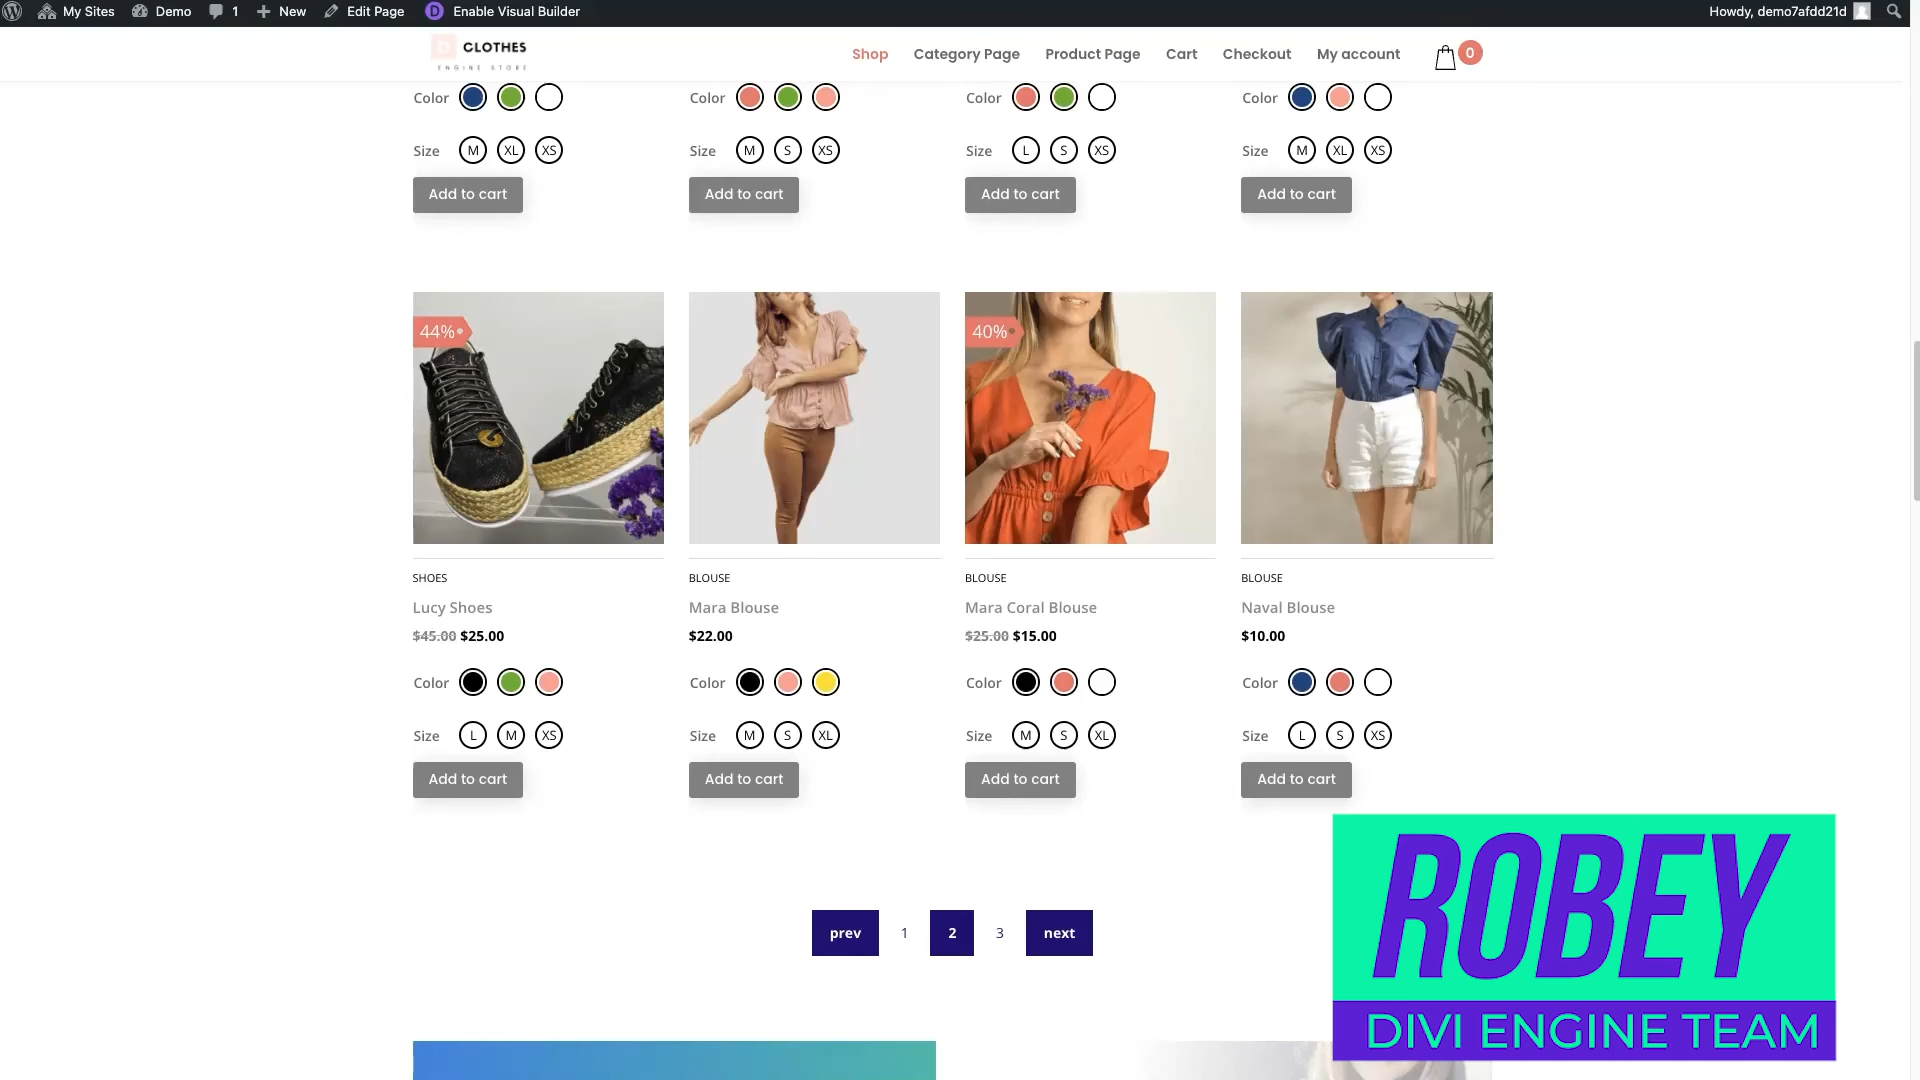 My Sites Demo 1 New Edit Page D Enable Visual Builder Howdy, demo7afdd21d
D CLOTHES
ENGINE STORE
Shop Category Page Product Page Cart Checkout My account 0
Color Color Color Color
Size M XL XS Size M S XS Size L S XS Size M XL XS
Add to cart Add to cart Add to cart Add to cart
44% 40%
SHOES BLOUSE BLOUSE BLOUSE
Lucy Shoes Mara Blouse Mara Coral Blouse Naval Blouse
$45.00 $25.00 $22.00 $25.00 $15.00 $10.00
Color Color Color Color
Size L M XS Size M S XL Size M S XL Size L S XS
Add to cart Add to cart Add to cart Add to cart
prev 1 2 3 next
ROBEY
DIVI ENGINE TEAM